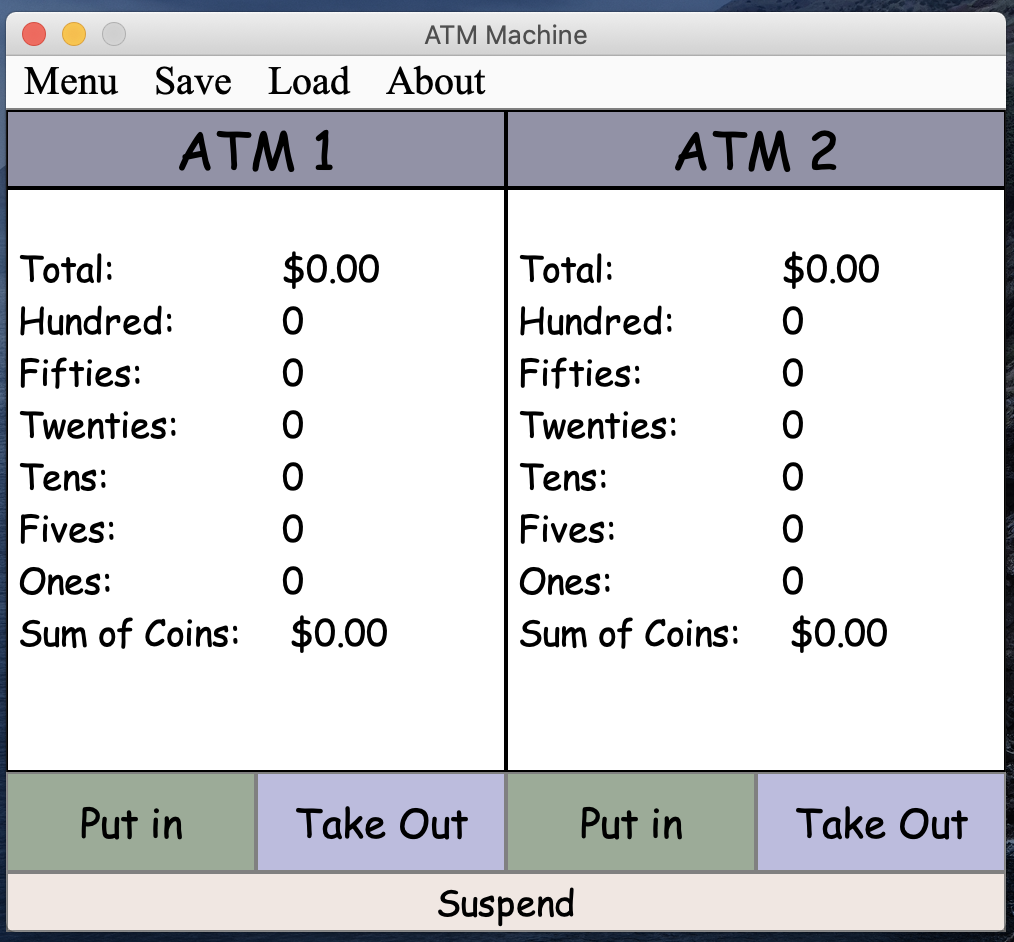 ATM Machine
Menu Save Load About
ATM 1
Total: $0.00
Hundred: 0
Fifties: 0
Twenties: 0
Tens: 0
Fives: 0
Ones: 0
Sum of Coins: $0.00
Put in Take Out
ATM 2
Total: $0.00
Hundred: 0
Fifties: 0
Twenties: 0
Tens: 0
Fives: 0
Ones: 0
Sum of Coins: $0.00
Put in Take Out
Suspend